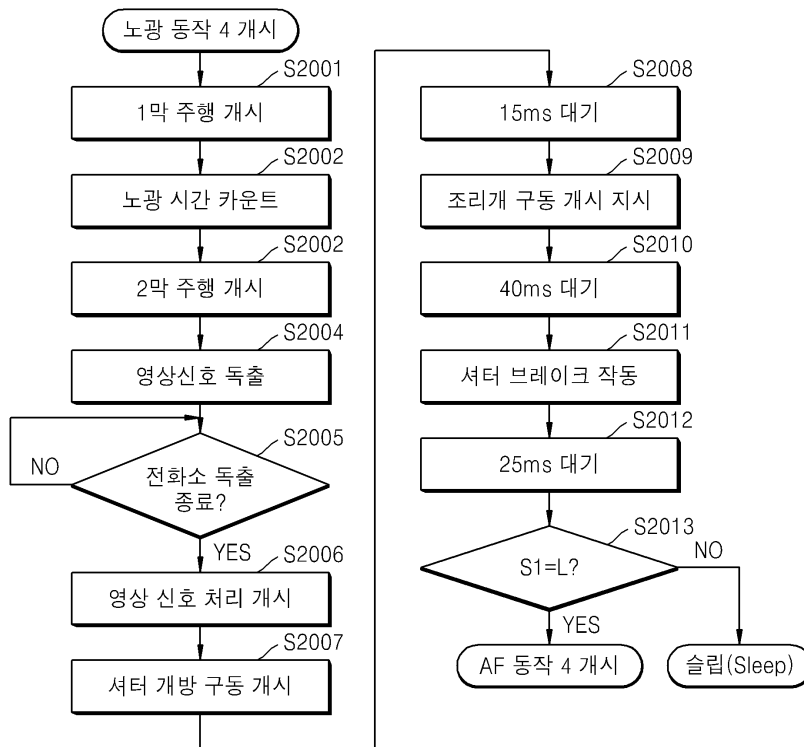 노광 동작 4 개시
S2001
1막 주행 개시
S2002
노광 시간 카운트
S2002
2막 주행 개시
S2004
영상신호 독출
S2005
전화소 독출
종료?
NO
YES
S2006
영상 신호 처리 개시
S2007
셔터 개방 구동 개시
S2008
15ms 대기
S2009
조리개 구동 개시 지시
S2010
40ms 대기
S2011
셔터 브레이크 작동
S2012
25ms 대기
S2013
S1=L?
NO
YES
AF 동작 4 개시
슬립(Sleep)